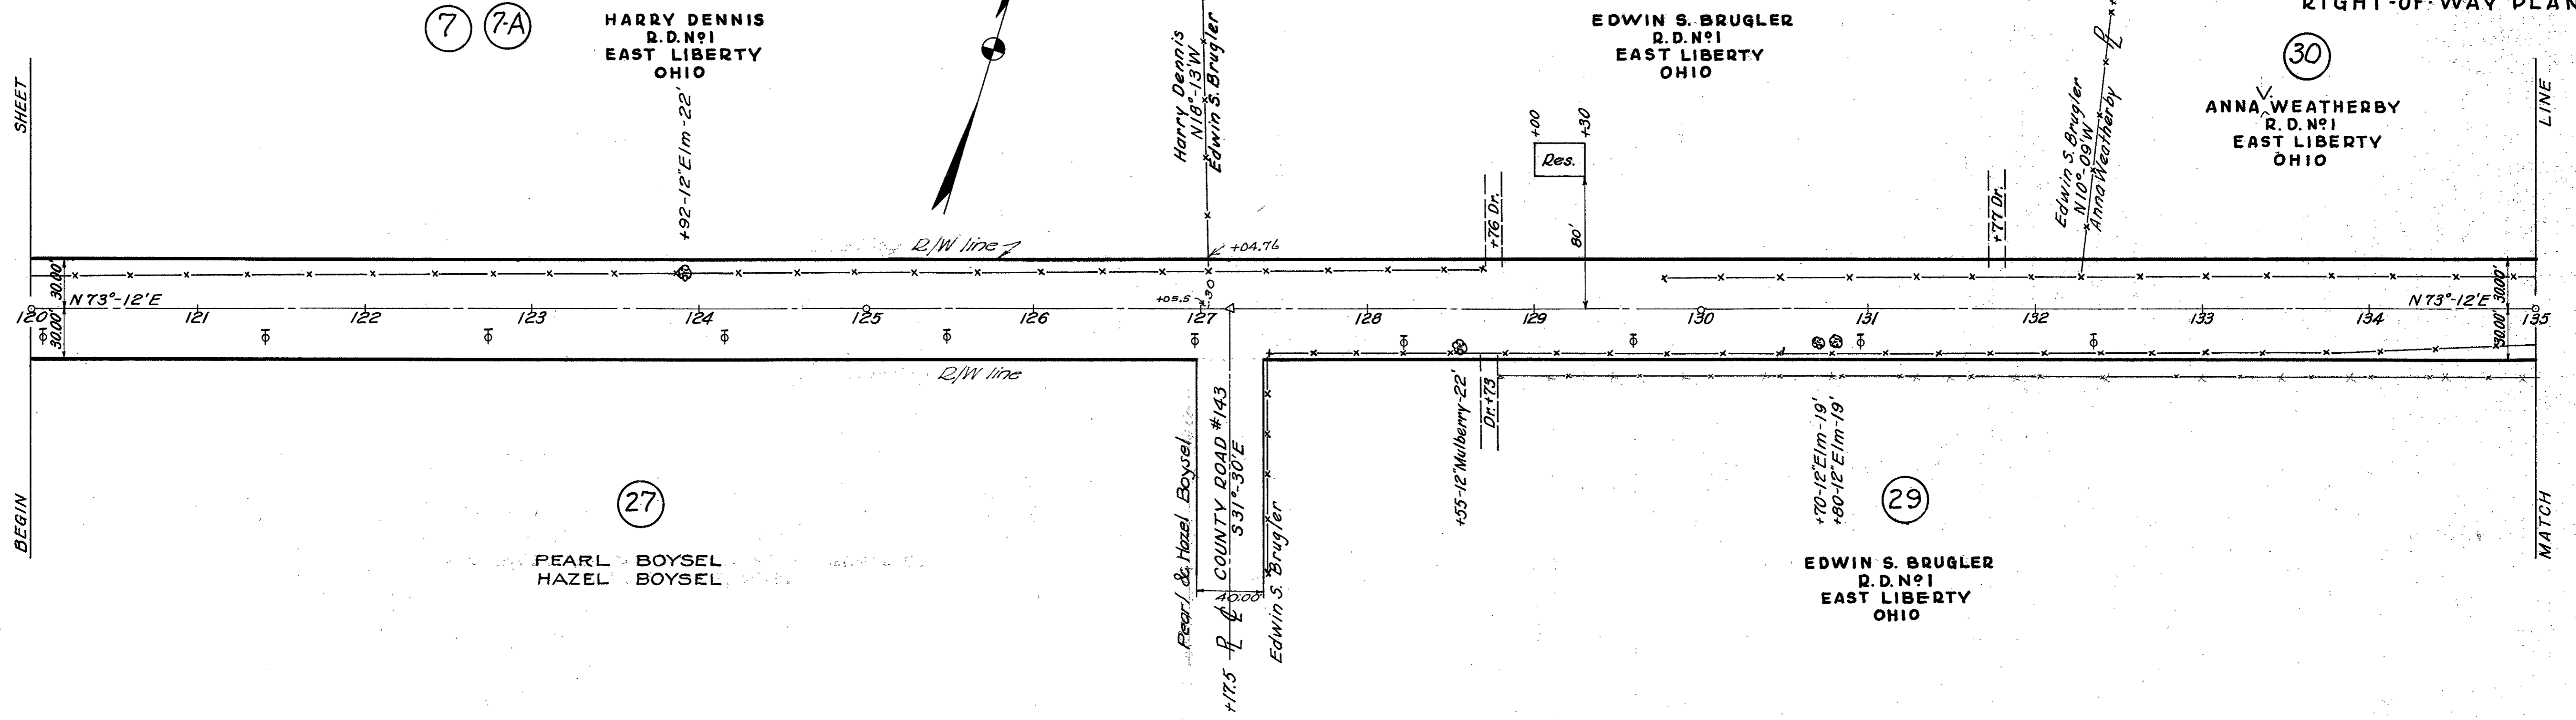 RIGHT-OF-WAY PLAN
7
7-A
HARRY DENNIS
R.D. Nº1
EAST LIBERTY
OHIO
EDWIN S. BRUGLER
R.D. Nº1
EAST LIBERTY
OHIO
30
ANNA V. WEATHERBY
R.D. Nº1
EAST LIBERTY
OHIO
SHEET
LINE
+92-12"Elm-22'
Harry Dennis
N18°-13'W
Edwin S. Brugler
+00
+30
Res.
80'
+76 Dr.
+77 Dr.
Edwin S. Brugler
N10°-09'W
Anna Weatherby
PL
R/W line
+04.76
30.00'
30.00'
N73°-12'E
+05.5
30
N73°-12'E
30.00'
30.00'
120 121 122 123 124 125 126 127 128 129 130 131 132 133 134 135
R/W line
BEGIN
MATCH
27
PEARL BOYSEL
HAZEL BOYSEL
Pearl & Hazel Boysel
COUNTY ROAD #143
S31°-30'E
Edwin S. Brugler
40.00'
+17.5 PL CL
+55-12"Mulberry-22'
Dr.+73
+70-12"Elm-19'
+80-12"Elm-19'
29
EDWIN S. BRUGLER
R.D. Nº1
EAST LIBERTY
OHIO